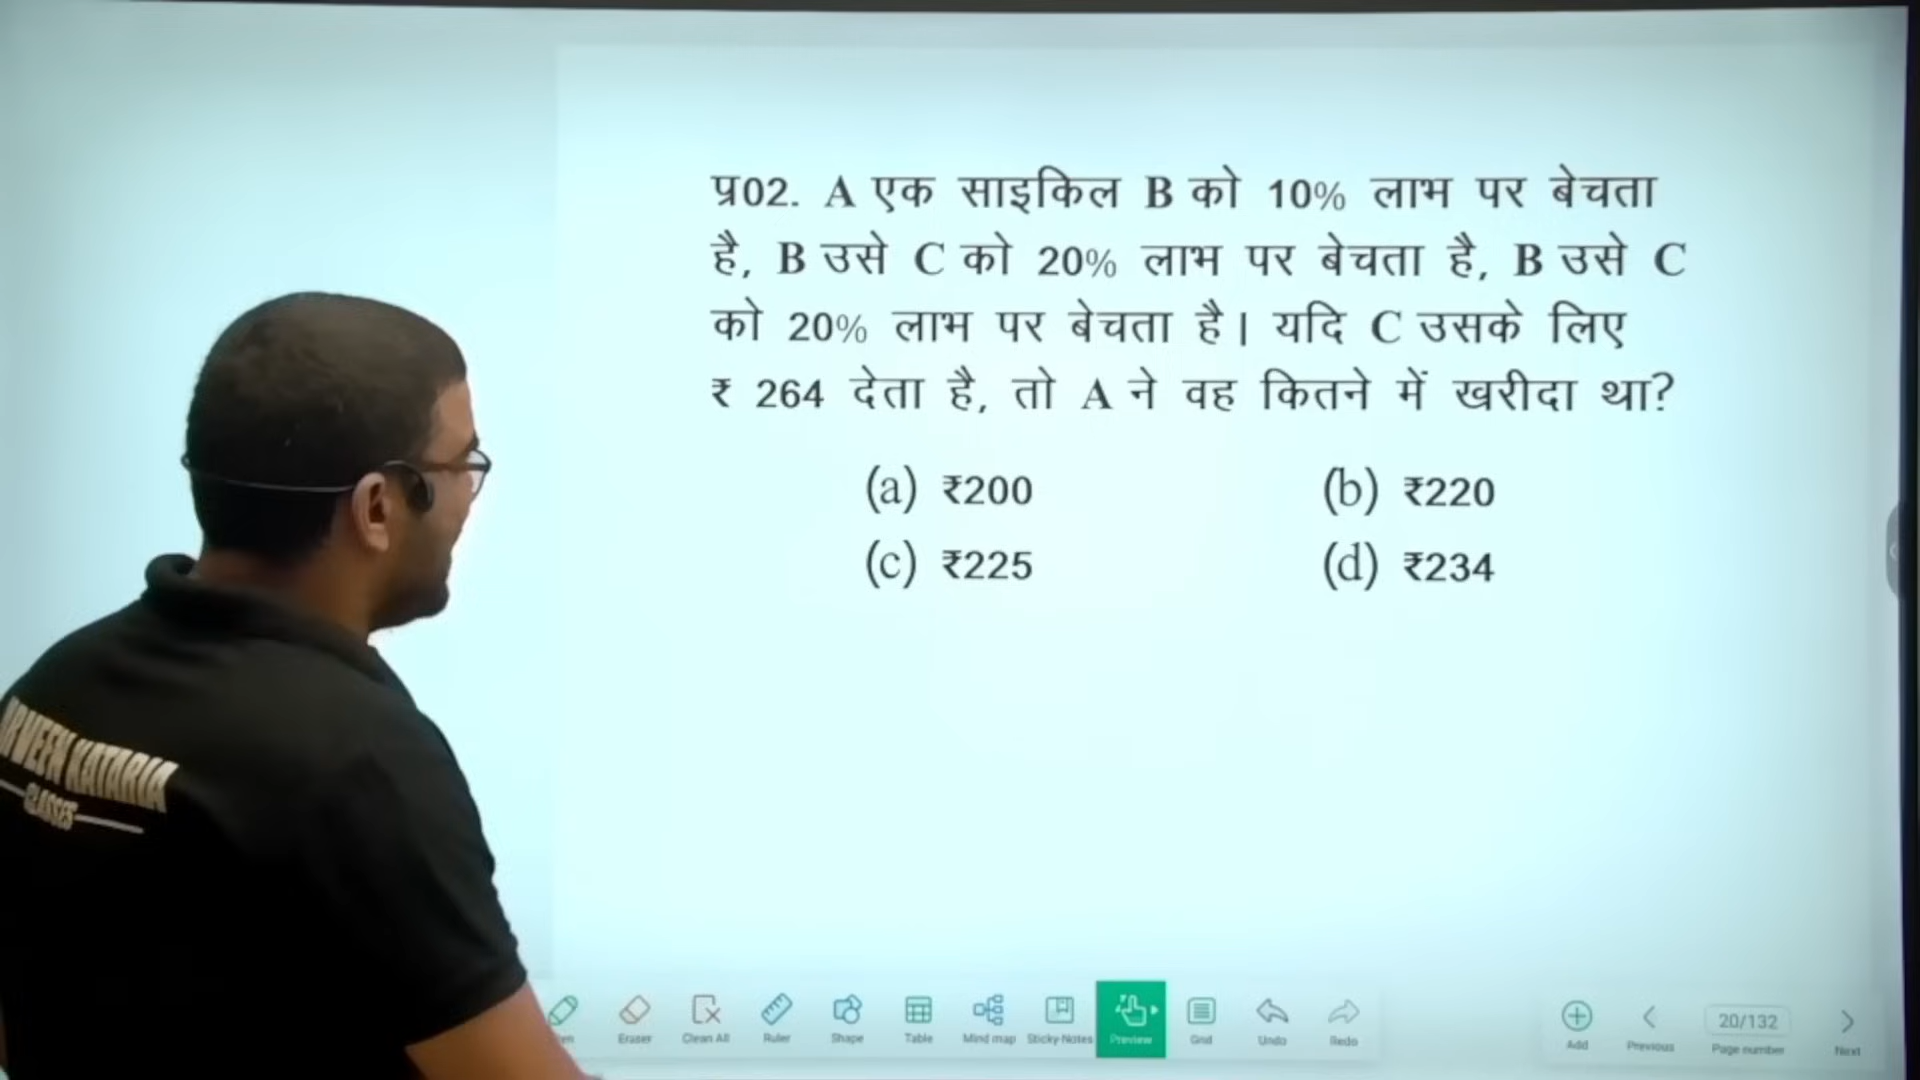 प्र02. A एक साइकिल B को 10% लाभ पर बेचता
है, B उसे C को 20% लाभ पर बेचता है, B उसे C
को 20% लाभ पर बेचता है। यदि C उसके लिए
₹ 264 देता है, तो A ने वह कितने में खरीदा था?
(a) ₹200 (b) ₹220
(c) ₹225 (d) ₹234
KATARIA
CLASSES
Eraser Clean All Ruler Shape Table Mind map Sticky-Notes Preview Grid Undo Redo Add Previous 20/132 Page number Next